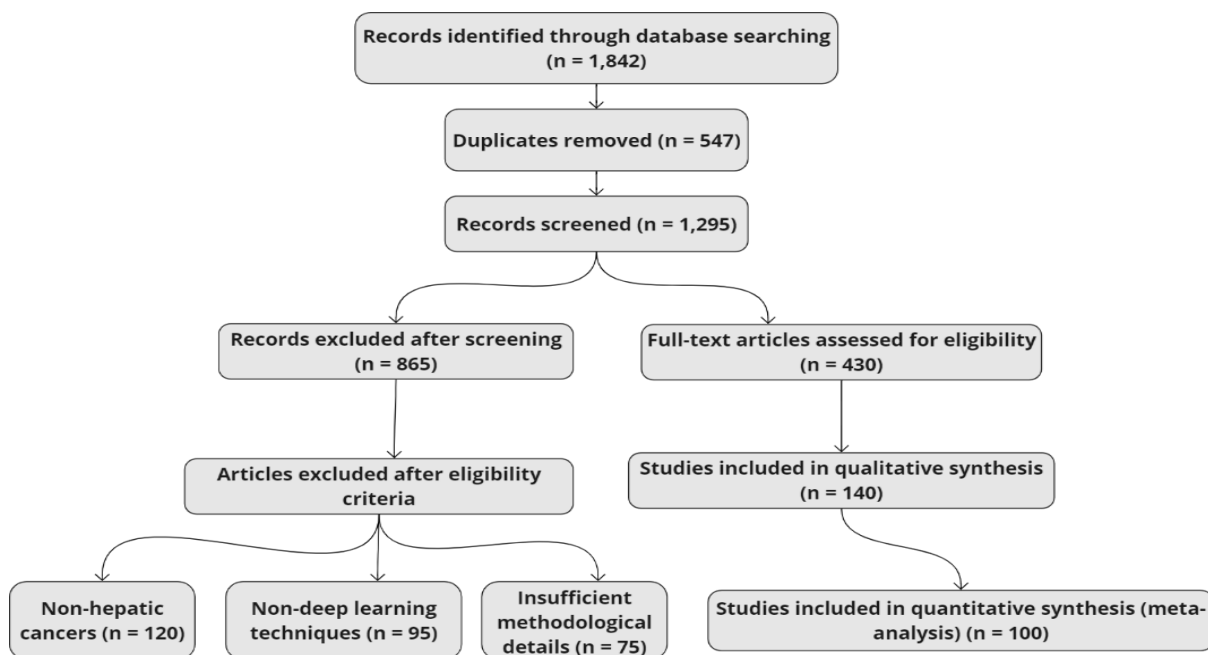 Records identified through database searching
(n = 1,842)
Duplicates removed (n = 547)
Records screened (n = 1,295)
Records excluded after screening
(n = 865)
Full-text articles assessed for eligibility
(n = 430)
Articles excluded after eligibility
criteria
Studies included in qualitative synthesis
(n = 140)
Non-hepatic
cancers (n = 120)
Non-deep learning
techniques (n = 95)
Insufficient
methodological
details (n = 75)
Studies included in quantitative synthesis (meta-
analysis) (n = 100)